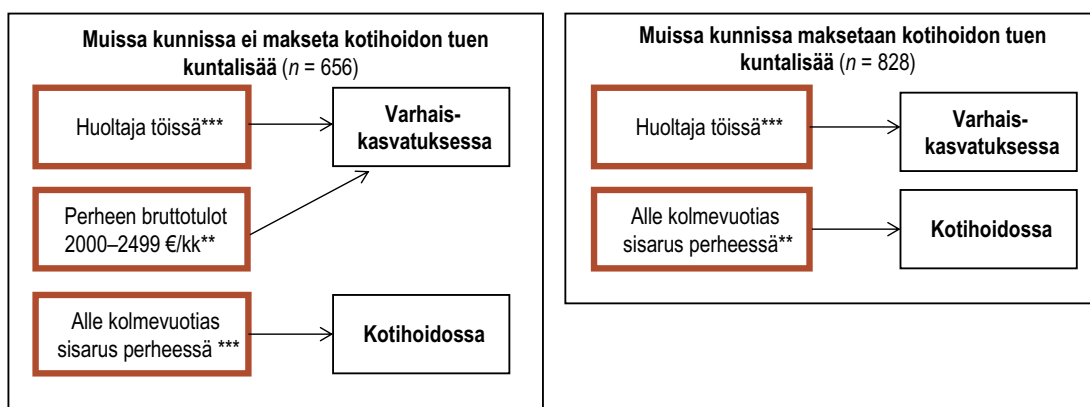 Muissa kunnissa ei makseta kotihoidon tuen
kuntalisää (n = 656)
Huoltaja töissä***
Varhais-
kasvatuksessa
Perheen bruttotulot
2000–2499 €/kk**
Alle kolmevuotias
sisarus perheessä ***
Kotihoidossa
Muissa kunnissa maksetaan kotihoidon tuen
kuntalisää (n = 828)
Huoltaja töissä***
Varhais-
kasvatuksessa
Alle kolmevuotias
sisarus perheessä**
Kotihoidossa